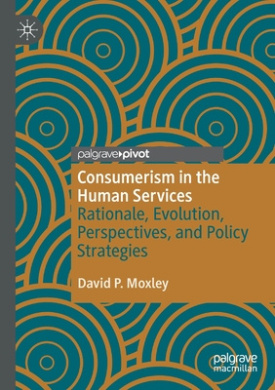 palgrave pivot
Consumerism in the
Human Services
Rationale, Evolution,
Perspectives, and Policy
Strategies
David P. Moxley
palgrave
macmillan